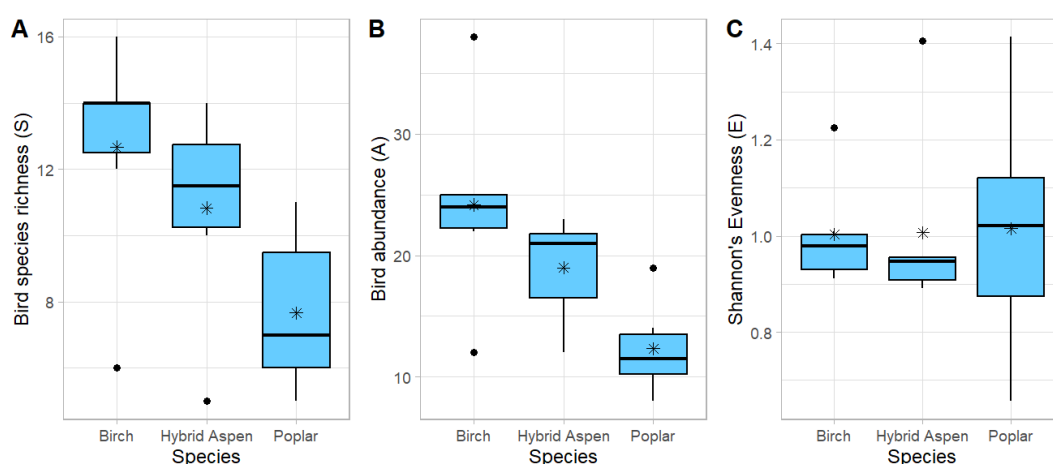 A
Bird species richness (S)
16
12
8
Birch
Hybrid Aspen
Poplar
Species
B
Bird abundance (A)
30
20
10
Birch
Hybrid Aspen
Poplar
Species
C
Shannon's Evenness (E)
1.4
1.2
1.0
0.8
Birch
Hybrid Aspen
Poplar
Species